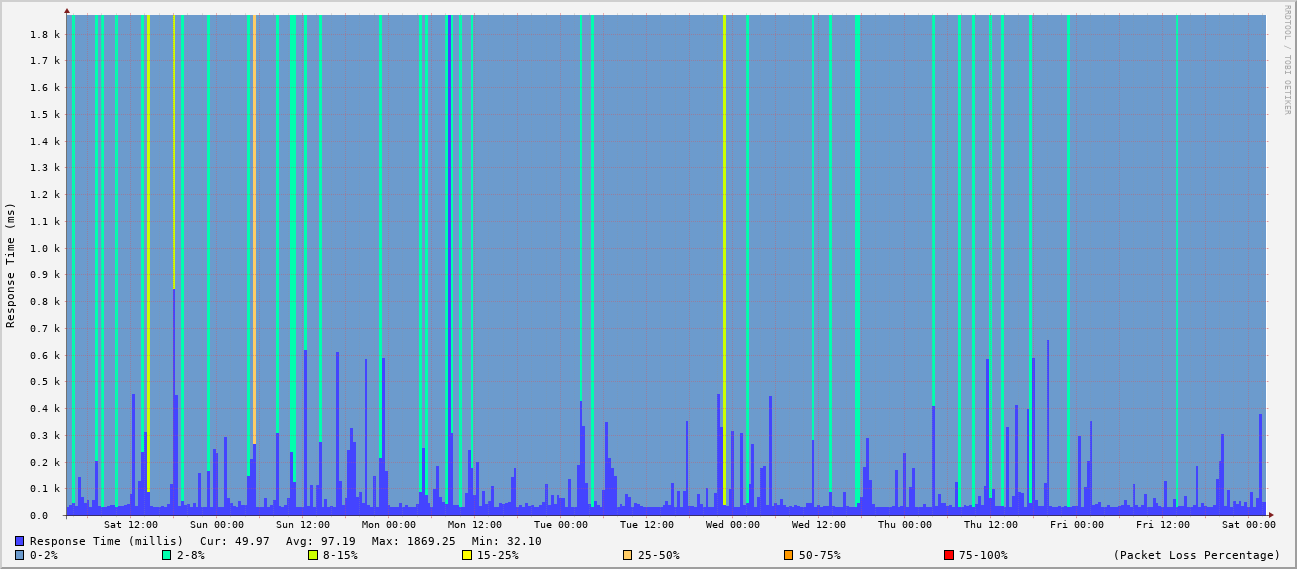 RRDTOOL / TOBI OETIKER
Response Time (ms)
1.8 k
1.7 k
1.6 k
1.5 k
1.4 k
1.3 k
1.2 k
1.1 k
1.0 k
0.9 k
0.8 k
0.7 k
0.6 k
0.5 k
0.4 k
0.3 k
0.2 k
0.1 k
0.0
Sat 12:00 Sun 00:00 Sun 12:00 Mon 00:00 Mon 12:00 Tue 00:00 Tue 12:00 Wed 00:00 Wed 12:00 Thu 00:00 Thu 12:00 Fri 00:00 Fri 12:00 Sat 00:00
Response Time (millis) Cur: 49.97 Avg: 97.19 Max: 1869.25 Min: 32.10
0-2% 2-8% 8-15% 15-25% 25-50% 50-75% 75-100% (Packet Loss Percentage)